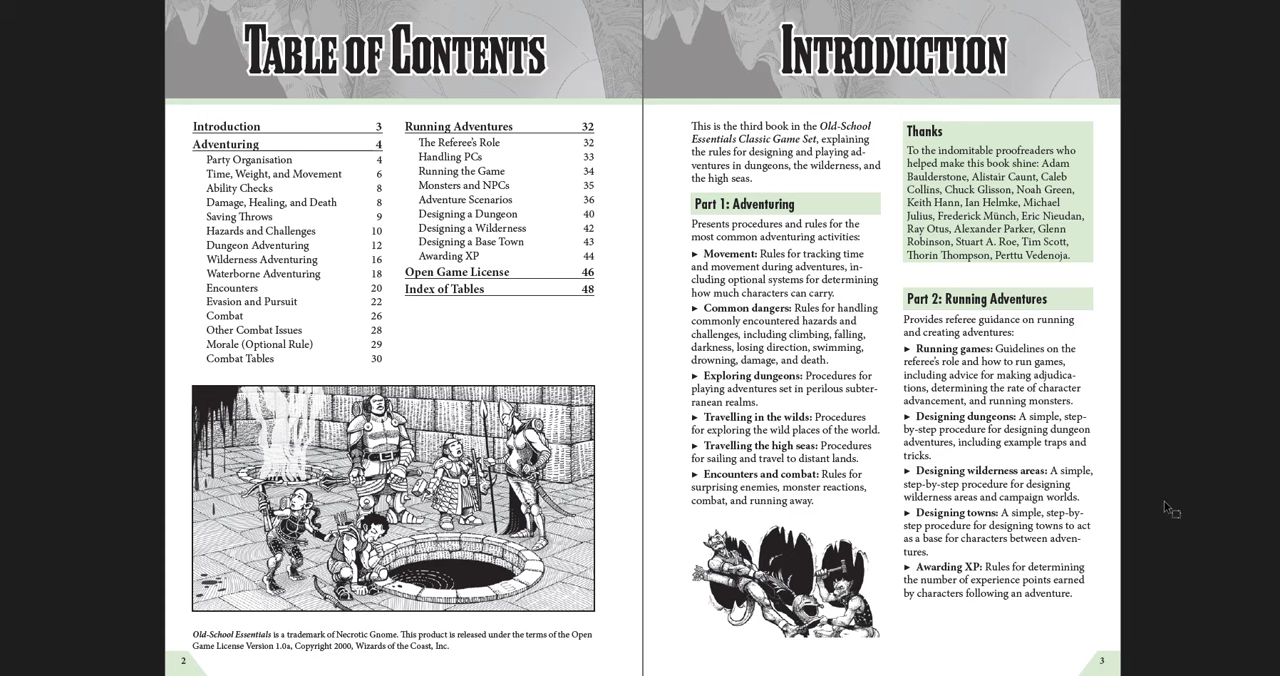 TABLE OF CONTENTS
Introduction 3
Adventuring 4
Party Organisation 4
Time, Weight, and Movement 6
Ability Checks 8
Damage, Healing, and Death 8
Saving Throws 9
Hazards and Challenges 10
Dungeon Adventuring 12
Wilderness Adventuring 16
Waterborne Adventuring 18
Encounters 20
Evasion and Pursuit 22
Combat 26
Other Combat Issues 28
Morale (Optional Rule) 29
Combat Tables 30
Running Adventures 32
The Referee's Role 32
Handling PCs 33
Running the Game 34
Monsters and NPCs 35
Adventure Scenarios 36
Designing a Dungeon 40
Designing a Wilderness 42
Designing a Base Town 43
Awarding XP 44
Open Game License 46
Index of Tables 48
Old-School Essentials is a trademark of Necrotic Gnome. This product is released under the terms of the Open
Game License Version 1.0a, Copyright 2000, Wizards of the Coast, Inc.
2
INTRODUCTION
This is the third book in the Old-School
Essentials Classic Game Set, explaining
the rules for designing and playing ad-
ventures in dungeons, the wilderness, and
the high seas.
Part 1: Adventuring
Presents procedures and rules for the
most common adventuring activities:
► Movement: Rules for tracking time
and movement during adventures, in-
cluding optional systems for determining
how much characters can carry.
► Common dangers: Rules for handling
commonly encountered hazards and
challenges, including climbing, falling,
darkness, losing direction, swimming,
drowning, damage, and death.
► Exploring dungeons: Procedures for
playing adventures set in perilous subter-
ranean realms.
► Travelling in the wilds: Procedures
for exploring the wild places of the world.
► Travelling the high seas: Procedures
for sailing and travel to distant lands.
► Encounters and combat: Rules for
surprising enemies, monster reactions,
combat, and running away.
Thanks
To the indomitable proofreaders who
helped make this book shine: Adam
Baulderstone, Alistair Caunt, Caleb
Collins, Chuck Glisson, Noah Green,
Keith Hann, Ian Helmke, Michael
Julius, Frederick Münch, Eric Nieudan,
Ray Otus, Alexander Parker, Glenn
Robinson, Stuart A. Roe, Tim Scott,
Thorin Thompson, Perttu Vedenoja.
Part 2: Running Adventures
Provides referee guidance on running
and creating adventures:
► Running games: Guidelines on the
referee's role and how to run games,
including advice for making adjudica-
tions, determining the rate of character
advancement, and running monsters.
► Designing dungeons: A simple, step-
by-step procedure for designing dungeon
adventures, including example traps and
tricks.
► Designing wilderness areas: A simple,
step-by-step procedure for designing
wilderness areas and campaign worlds.
► Designing towns: A simple, step-by-
step procedure for designing towns to act
as a base for characters between adven-
tures.
► Awarding XP: Rules for determining
the number of experience points earned
by characters following an adventure.
3